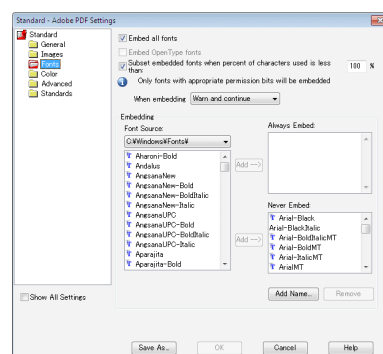 Standard - Adobe PDF Settings
Standard
General
Images
Fonts
Color
Advanced
Standards
Embed all fonts
Embed OpenType fonts
Subset embedded fonts when percent of characters used is less
than:
100 %
Only fonts with appropriate permission bits will be embedded
When embedding Warn and continue
Embedding
Font Source:
C:¥Windows¥Fonts¥
Aharoni-Bold
Andalus
AngsanaNew
AngsanaNew-Bold
AngsanaNew-BoldItalic
AngsanaNew-Italic
AngsanaUPC
AngsanaUPC-Bold
AngsanaUPC-BoldItalic
AngsanaUPC-Italic
Aparajita
Aparajita-Bold
Add -->
Add -->
Always Embed:
Never Embed:
Arial-Black
Arial-BlackItalic
Arial-BoldItalicMT
Arial-BoldMT
Arial-ItalicMT
ArialMT
Add Name...
Remove
Show All Settings
Save As...
OK
Cancel
Help